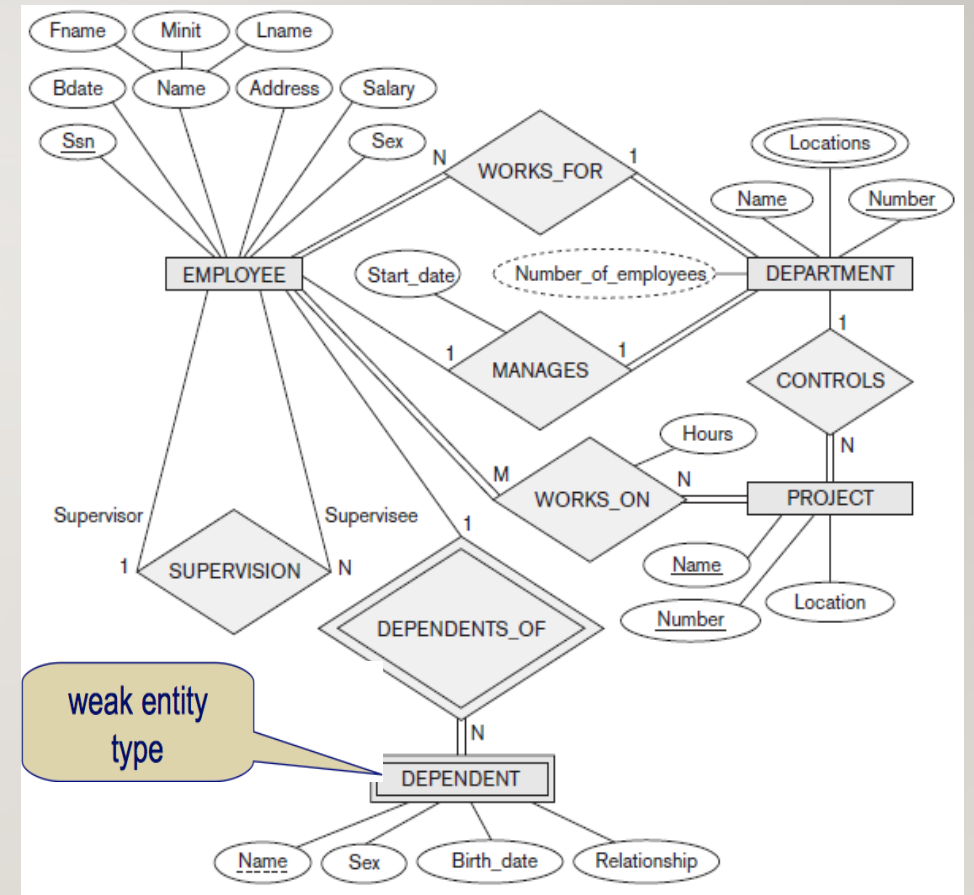 Fname Minit Lname
Bdate Name Address Salary
Ssn Sex
N WORKS_FOR 1
Locations
Name Number
EMPLOYEE Start_date Number_of_employees DEPARTMENT
1 MANAGES 1
1
CONTROLS
N
Hours
M WORKS_ON N
PROJECT
Supervisor Supervisee
1 SUPERVISION N
1
Name
Number
Location
DEPENDENTS_OF
N
weak entity
type
DEPENDENT
Name Sex Birth_date Relationship